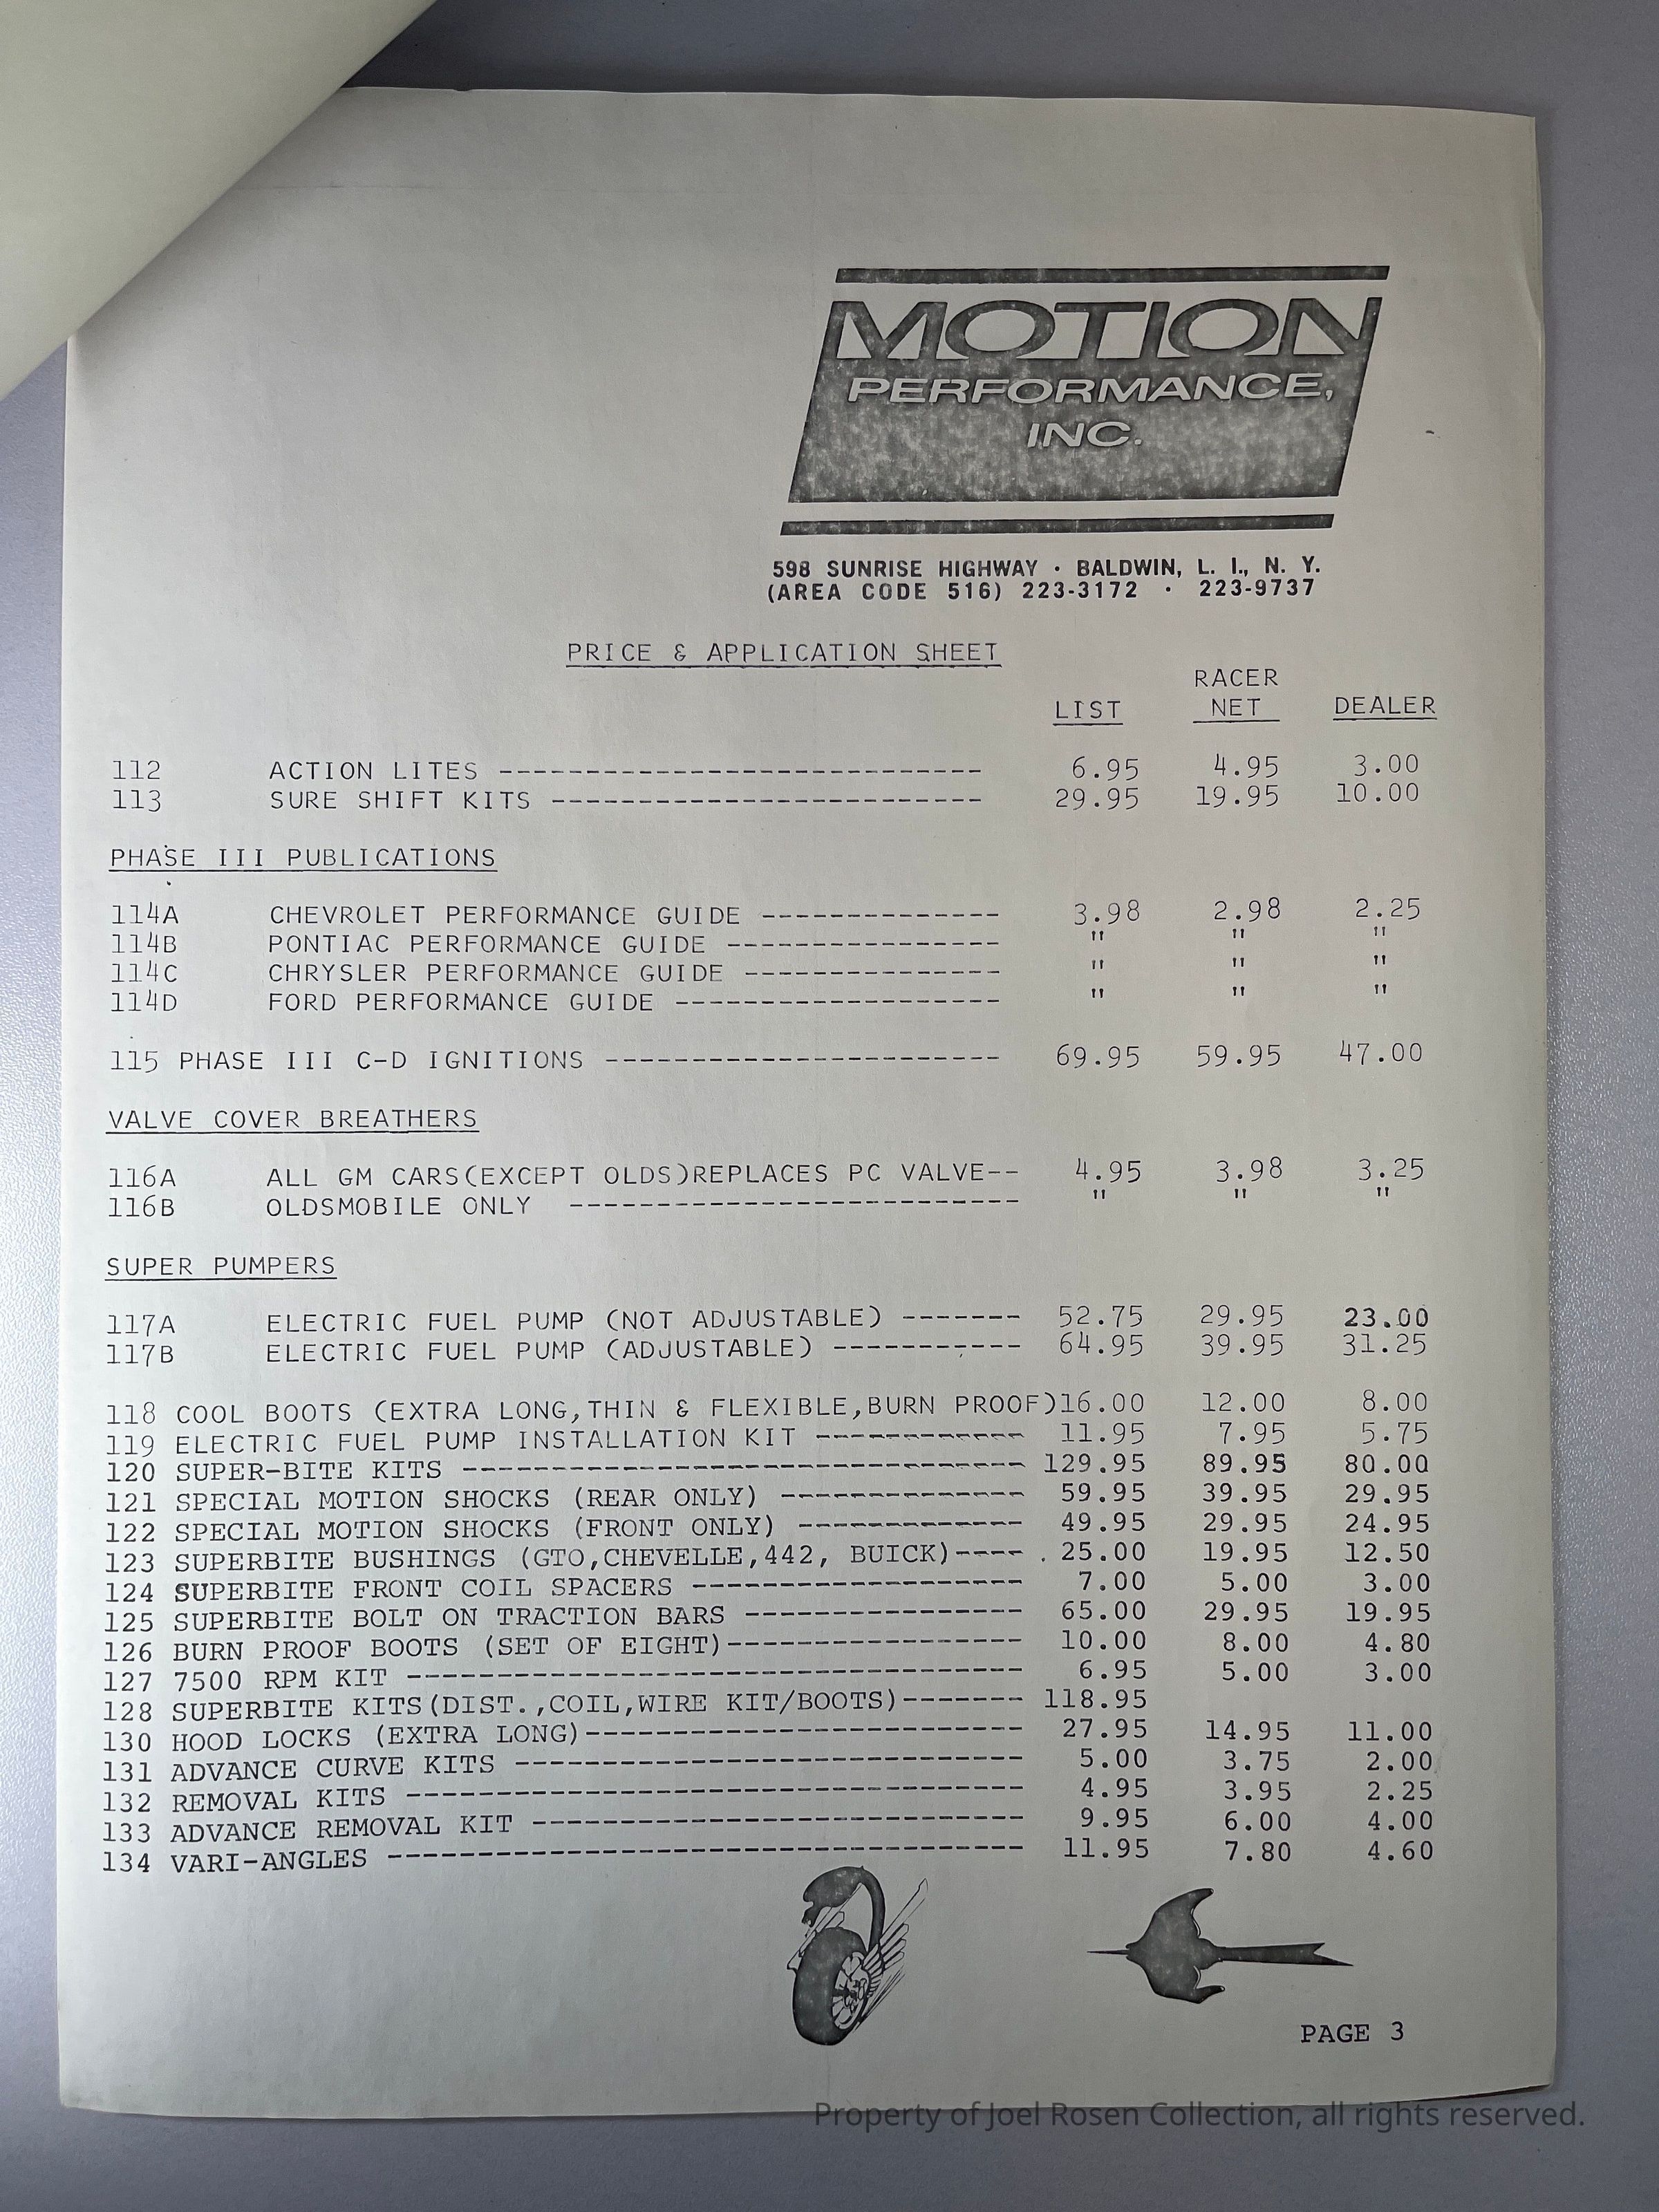 MOTION
PERFORMANCE,
INC.
598 SUNRISE HIGHWAY · BALDWIN, L. I., N. Y.
(AREA CODE 516) 223-3172 · 223-9737
PRICE & APPLICATION SHEET
RACER
LIST NET DEALER
112 ACTION LITES ---------------------------- 6.95 4.95 3.00
113 SURE SHIFT KITS ------------------------- 29.95 19.95 10.00
PHASE III PUBLICATIONS
114A CHEVROLET PERFORMANCE GUIDE -------------- 3.98 2.98 2.25
114B PONTIAC PERFORMANCE GUIDE ---------------- " " "
114C CHRYSLER PERFORMANCE GUIDE --------------- " " "
114D FORD PERFORMANCE GUIDE ------------------- " " "
115 PHASE III C-D IGNITIONS ----------------------- 69.95 59.95 47.00
VALVE COVER BREATHERS
116A ALL GM CARS(EXCEPT OLDS)REPLACES PC VALVE-- 4.95 3.98 3.25
116B OLDSMOBILE ONLY -------------------------- " " "
SUPER PUMPERS
117A ELECTRIC FUEL PUMP (NOT ADJUSTABLE) ------- 52.75 29.95 23.00
117B ELECTRIC FUEL PUMP (ADJUSTABLE) ----------- 64.95 39.95 31.25
118 COOL BOOTS (EXTRA LONG,THIN & FLEXIBLE,BURN PROOF)16.00 12.00 8.00
119 ELECTRIC FUEL PUMP INSTALLATION KIT ------------ 11.95 7.95 5.75
120 SUPER-BITE KITS -------------------------------- 129.95 89.95 80.00
121 SPECIAL MOTION SHOCKS (REAR ONLY) -------------- 59.95 39.95 29.95
122 SPECIAL MOTION SHOCKS (FRONT ONLY) ------------- 49.95 29.95 24.95
123 SUPERBITE BUSHINGS (GTO,CHEVELLE,442, BUICK)---- 25.00 19.95 12.50
124 SUPERBITE FRONT COIL SPACERS ------------------- 7.00 5.00 3.00
125 SUPERBITE BOLT ON TRACTION BARS ---------------- 65.00 29.95 19.95
126 BURN PROOF BOOTS (SET OF EIGHT)----------------- 10.00 8.00 4.80
127 7500 RPM KIT ----------------------------------- 6.95 5.00 3.00
128 SUPERBITE KITS(DIST.,COIL,WIRE KIT/BOOTS)------- 118.95
130 HOOD LOCKS (EXTRA LONG)------------------------- 27.95 14.95 11.00
131 ADVANCE CURVE KITS ----------------------------- 5.00 3.75 2.00
132 REMOVAL KITS ----------------------------------- 4.95 3.95 2.25
133 ADVANCE REMOVAL KIT ---------------------------- 9.95 6.00 4.00
134 VARI-ANGLES ------------------------------------ 11.95 7.80 4.60
PAGE 3
Property of Joel Rosen Collection, all rights reserved.